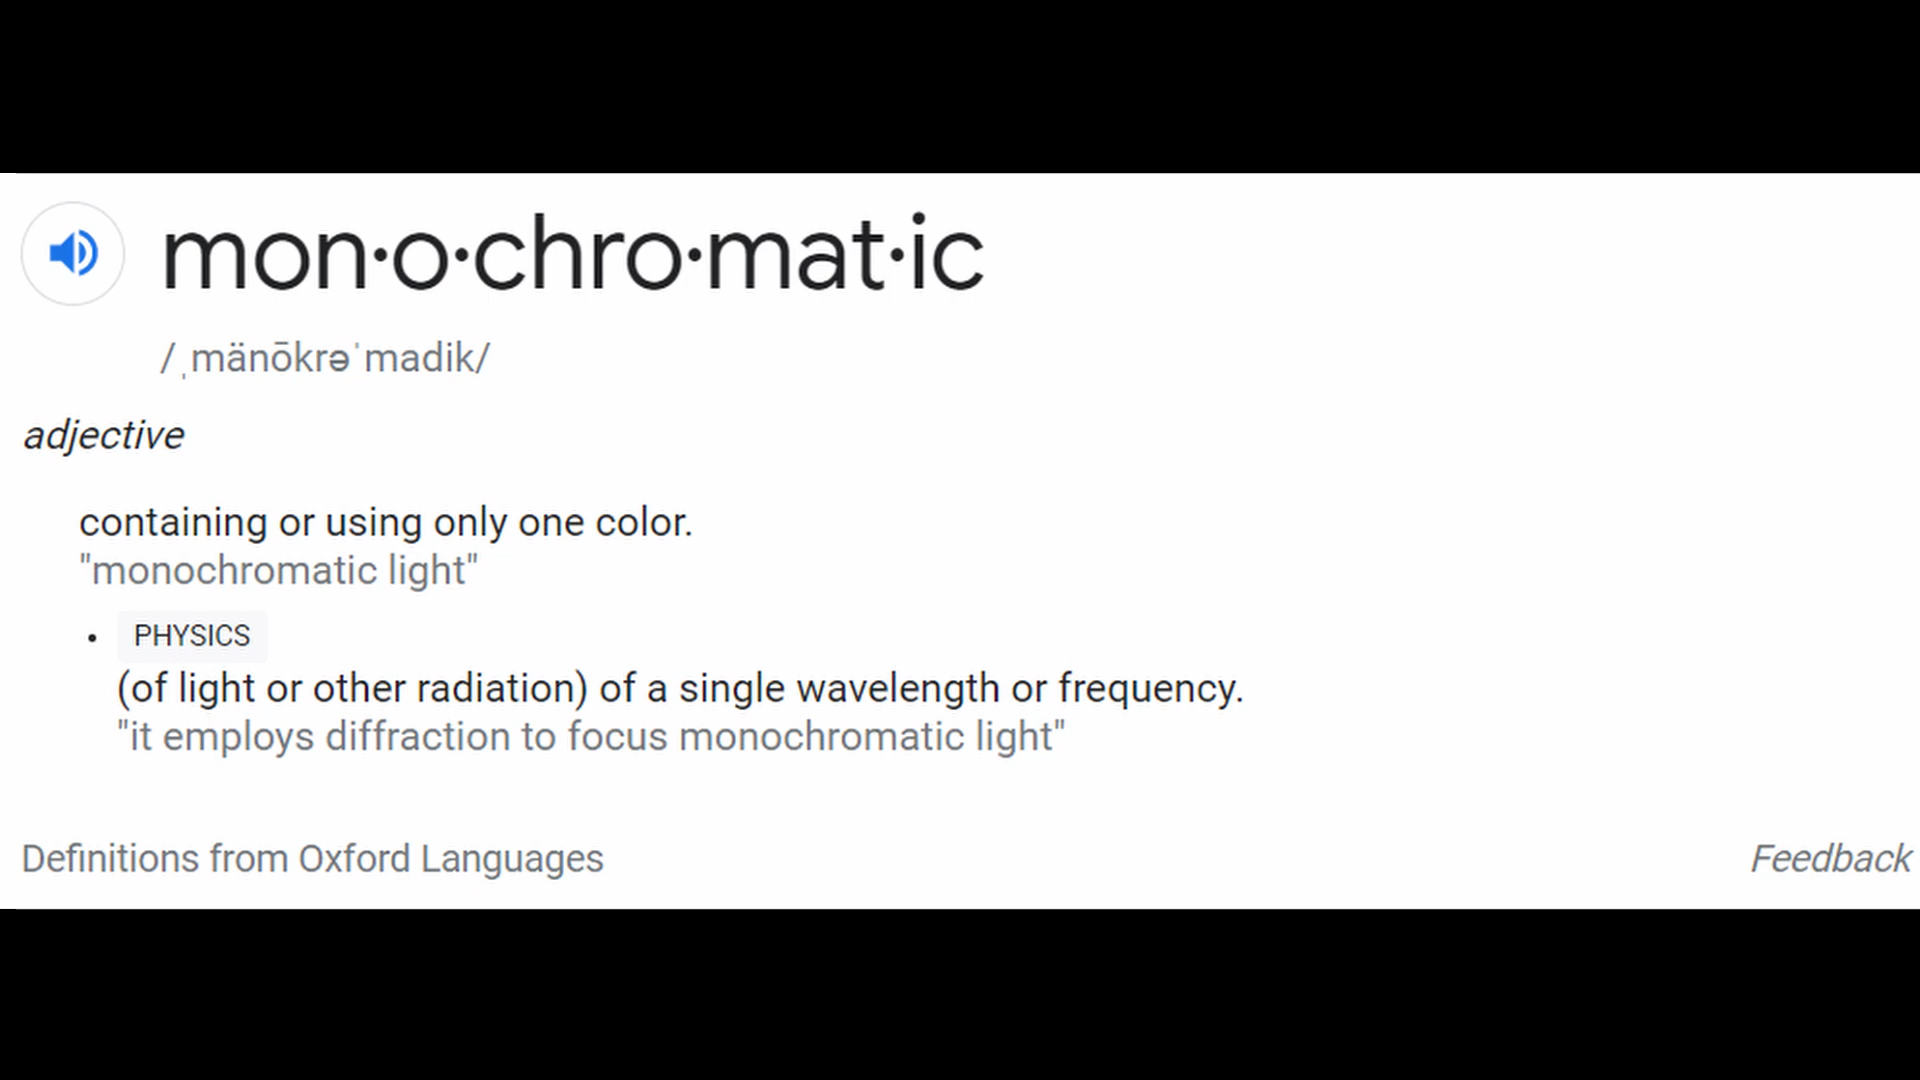 mon·o·chro·mat·ic
/ˌmänōkrəˈmadik/
adjective
containing or using only one color.
"monochromatic light"
• PHYSICS
(of light or other radiation) of a single wavelength or frequency.
"it employs diffraction to focus monochromatic light"
Definitions from Oxford Languages
Feedback